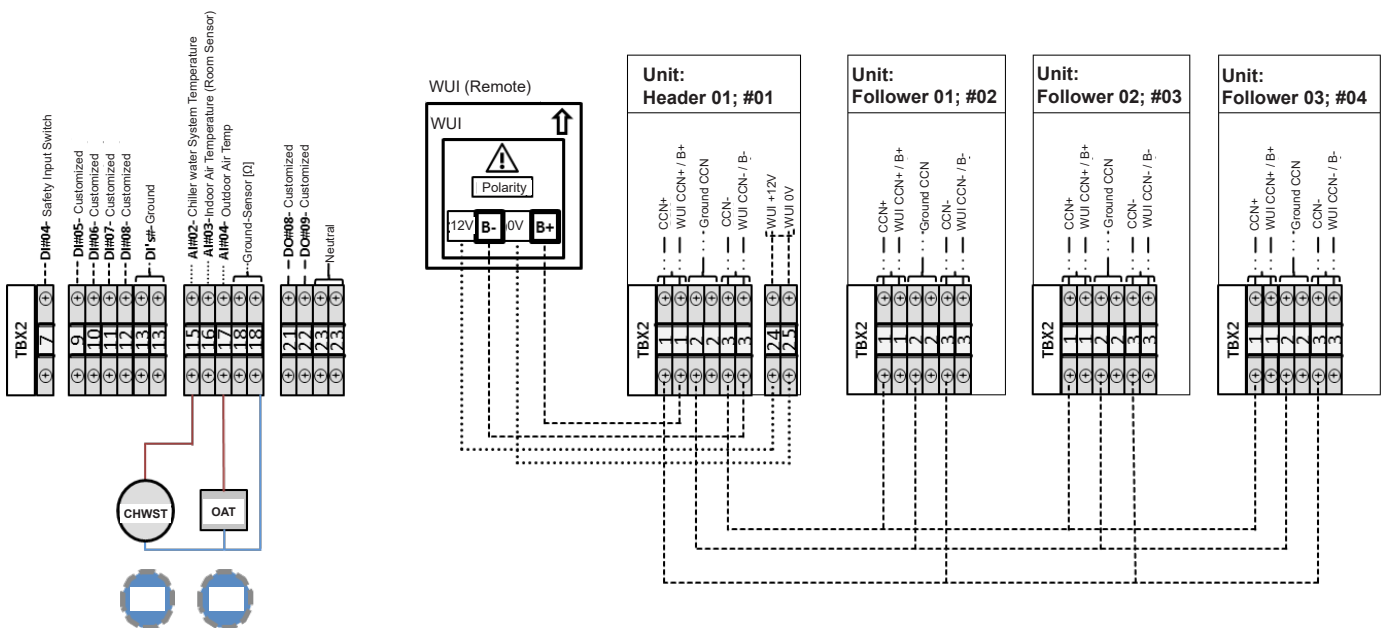 TBX2
7
DI#04- Safety Input Switch
9
10
11
12
13
13
DI#05- Customized
DI#06- Customized
DI#07- Customized
DI#08- Customized
DI's#-Ground
15
16
17
18
18
AI#02- Chiller water System Temperature
AI#03-Indoor Air Temperature (Room Sensor)
AI#04- Outdoor Air Temp
Ground-Sensor [Ω]
21
22
23
23
DO#08- Customized
DO#09- Customized
Neutral
CHWST
OAT
WUI (Remote)
WUI
Polarity
12V
B-
0V
B+
Unit:
Header 01; #01
CCN+
WUI CCN+ / B+
Ground CCN
CCN-
WUI CCN- / B-
WUI +12V
WUI 0V
TBX2
1
1
2
2
3
3
24
25
Unit:
Follower 01; #02
CCN+
WUI CCN+ / B+
Ground CCN
CCN-
WUI CCN- / B-
TBX2
1
1
2
2
3
3
Unit:
Follower 02; #03
CCN+
WUI CCN+ / B+
Ground CCN
CCN-
WUI CCN- / B-
TBX2
1
1
2
2
3
3
Unit:
Follower 03; #04
CCN+
WUI CCN+ / B+
Ground CCN
CCN-
WUI CCN- / B-
TBX2
1
1
2
2
3
3